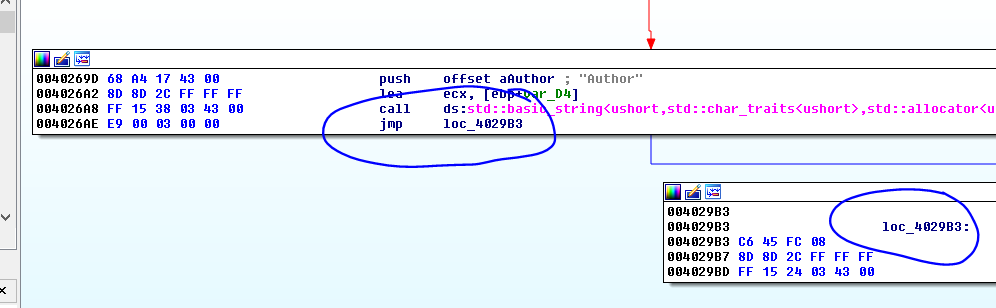 0040269D 68 A4 17 43 00 push offset aAuthor ; "Author"
004026A2 8D 8D 2C FF FF FF lea ecx, [ebp+var_D4]
004026A8 FF 15 38 03 43 00 call ds:std::basic_string<ushort,std::char_traits<ushort>,std::allocator<u
004026AE E9 00 03 00 00 jmp loc_4029B3
004029B3
004029B3 loc_4029B3:
004029B3 C6 45 FC 08
004029B7 8D 8D 2C FF FF FF
004029BD FF 15 24 03 43 00